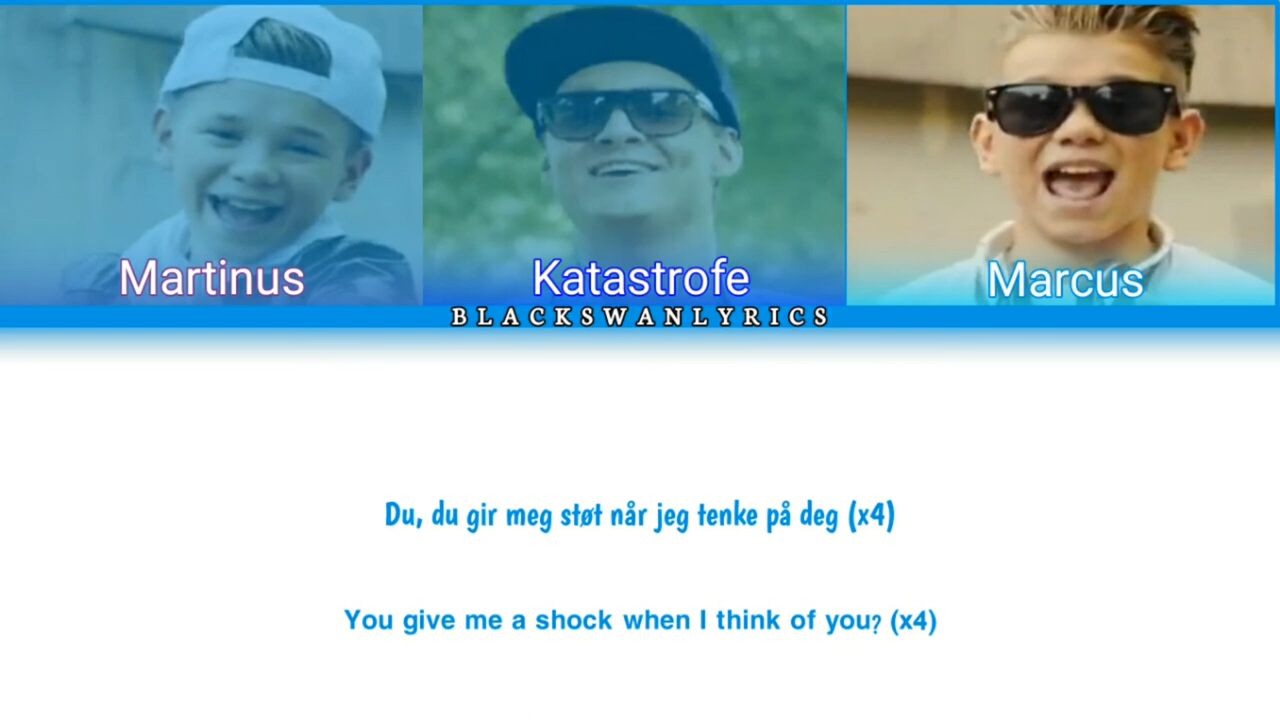 Martinus
Katastrofe
Marcus
BLACKSWANLYRICS
Du, du gir meg støt når jeg tenke på deg (x4)
You give me a shock when I think of you? (x4)